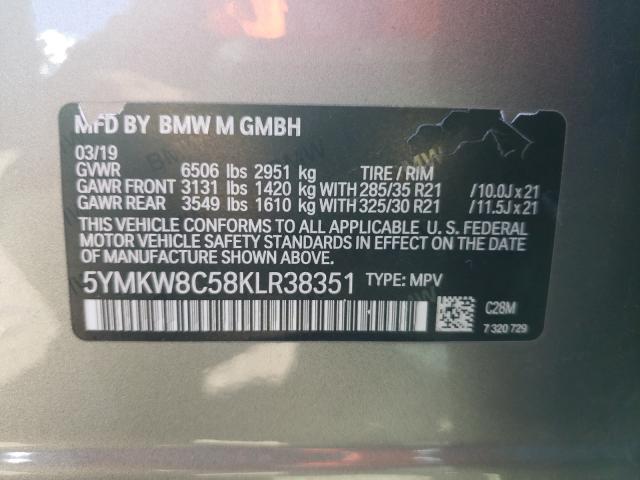 MFD BY BMW M GMBH
03/19
GVWR 6506 lbs 2951 kg TIRE / RIM
GAWR FRONT 3131 lbs 1420 kg WITH 285/35 R21 / 10.0J x 21
GAWR REAR 3549 lbs 1610 kg WITH 325/30 R21 / 11.5J x 21
THIS VEHICLE CONFORMS TO ALL APPLICABLE U. S. FEDERAL
MOTOR VEHICLE SAFETY STANDARDS IN EFFECT ON THE DATE OF
MANUFACTURE SHOWN ABOVE.
5YMKW8C58KLR38351 TYPE: MPV
C28M
7 320 729